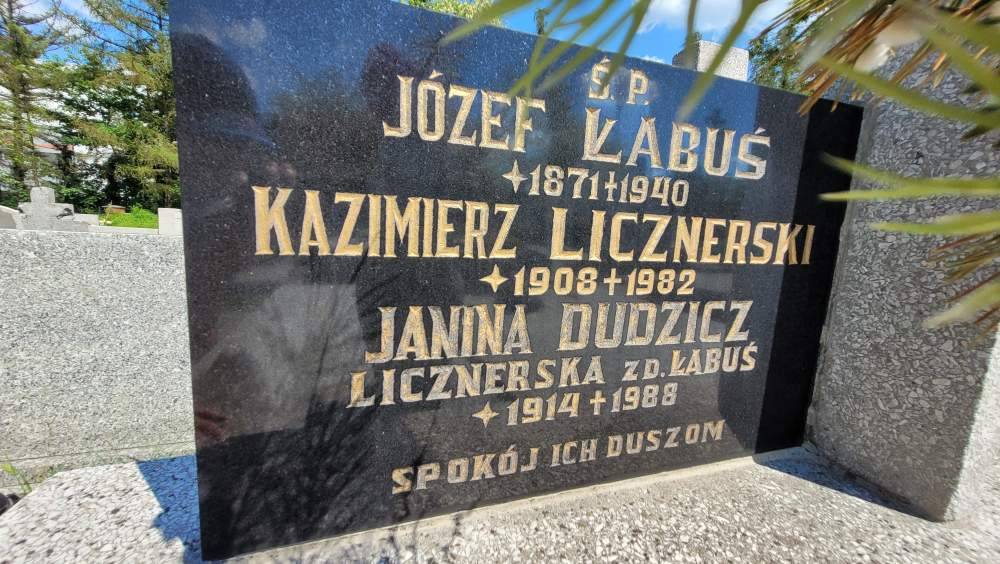 Ś. P.
JÓZEF ŁABUŚ
✦1871✝1940
KAZIMIERZ LICZNERSKI
✦1908✝1982
JANINA DUDZICZ
LICZNERSKA ZD. ŁABUŚ
✦1914✝1988
SPOKÓJ ICH DUSZOM